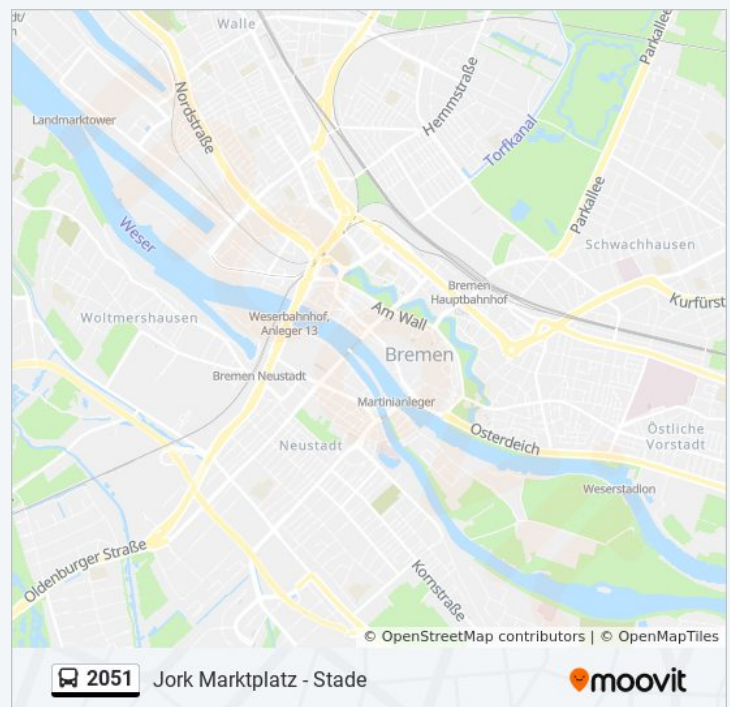 dt/
n
Walle
Parkallee
Hemmstraße
Nordstraße
Landmarktower
Torfkanal
Parkallee
Weser
Schwachhausen
Bremen
Hauptbahnhof
Kurfürst
Woltmershausen
Weserbahnhof,
Anleger 13
Am Wall
Bremen
Bremen Neustadt
Martinianleger
Neustadt
Osterdeich
Östliche
Vorstadt
Weserstadion
Oldenburger Straße
Kornstraße
© OpenStreetMap contributors | © OpenMapTiles
2051 Jork Marktplatz - Stade
moovit